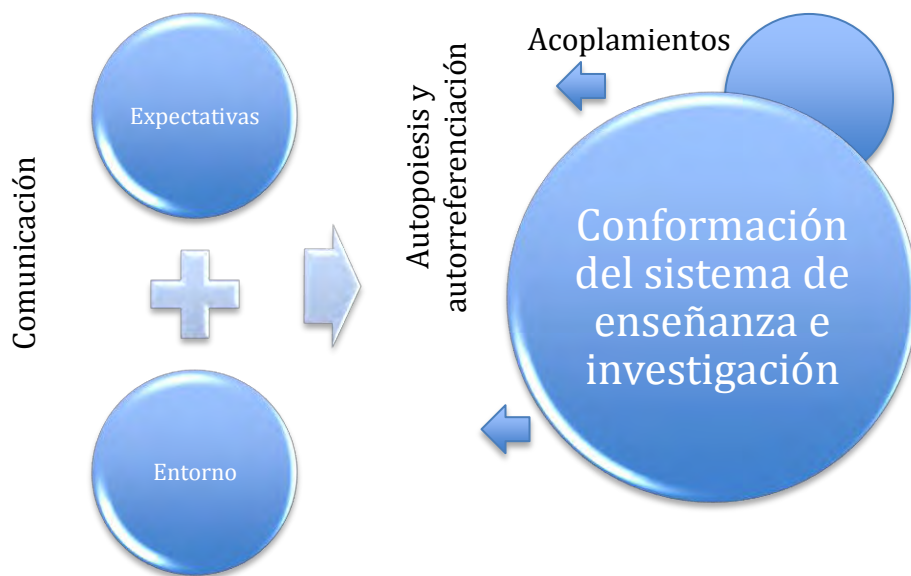 Comunicación
Expectativas
Entorno
Autopoiesis y
autorreferenciación
Acoplamientos
Conformación
del sistema de
enseñanza e
investigación